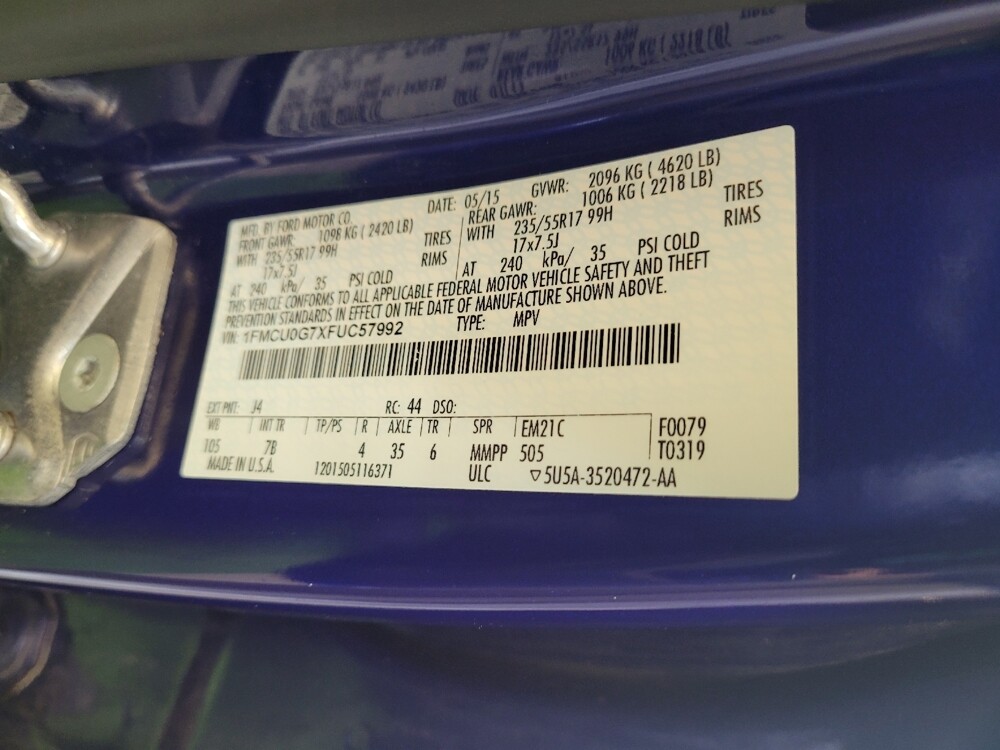 MFD. BY FORD MOTOR CO. DATE: 05/15 GVWR: 2096 KG ( 4620 LB)
FRONT GAWR: 1098 KG ( 2420 LB) REAR GAWR: 1006 KG ( 2218 LB)
WITH 235/55R17 99H TIRES WITH 235/55R17 99H TIRES
17x7.5J RIMS 17x7.5J RIMS
AT 240 kPa/ 35 PSI COLD AT 240 kPa/ 35 PSI COLD
THIS VEHICLE CONFORMS TO ALL APPLICABLE FEDERAL MOTOR VEHICLE SAFETY AND THEFT
PREVENTION STANDARDS IN EFFECT ON THE DATE OF MANUFACTURE SHOWN ABOVE.
VIN: 1FMCU0G7XFUC57992 TYPE: MPV
EXT PNT: J4 RC: 44 DSO:
WB INT TR TP/PS R AXLE TR SPR EM21C F0079
105 7B 4 35 6 MMPP 505 T0319
MADE IN U.S.A. 1201505116371 ULC ▽5U5A-3520472-AA